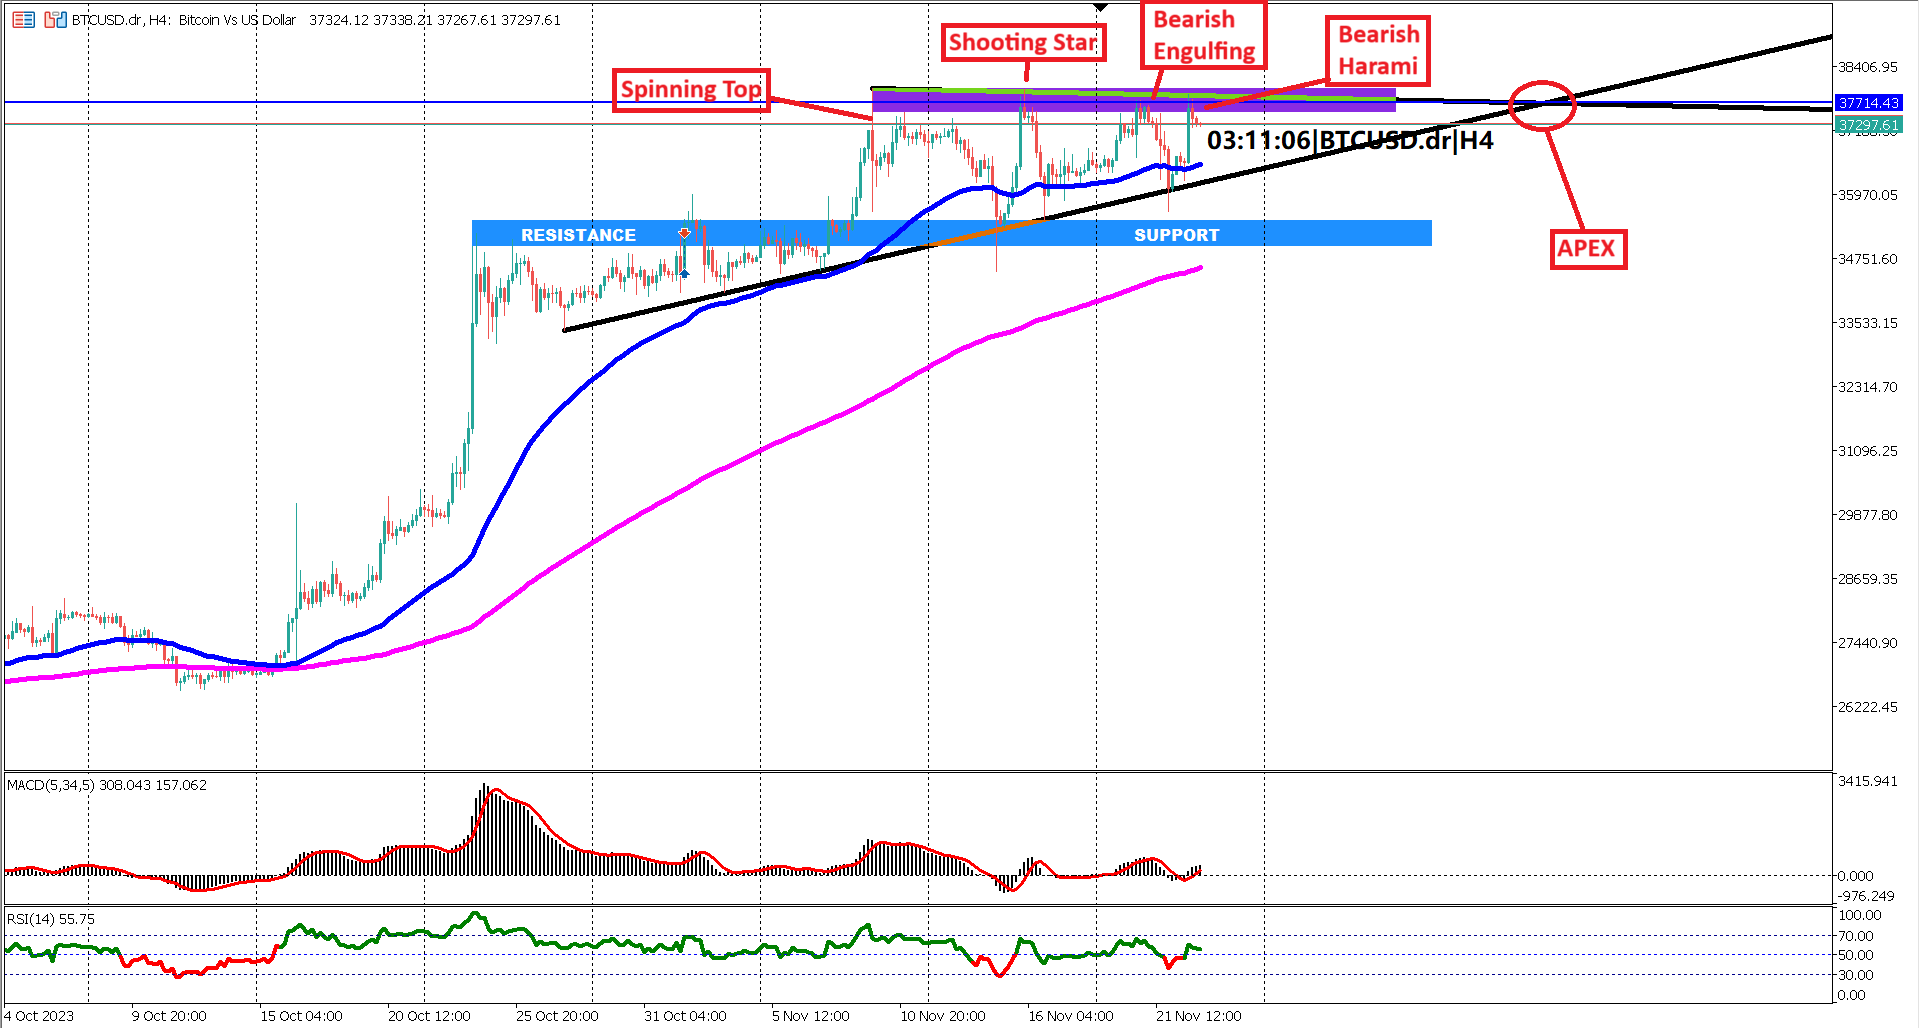 BTCUSD.dr, H4: Bitcoin Vs US Dollar 37324.12 37338.21 37267.61 37297.61
Spinning Top
Shooting Star
Bearish
Engulfing
Bearish
Harami
03:11:06|BTCUSD.dr|H4
APEX
RESISTANCE
SUPPORT
38406.95
37714.43
37297.61
35970.05
34751.60
33533.15
32314.70
31096.25
29877.80
28659.35
27440.90
26222.45
MACD(5,34,5) 308.043 157.062
3415.941
0.000
-976.249
RSI(14) 55.75
100.00
70.00
50.00
30.00
0.00
4 Oct 2023
9 Oct 20:00
15 Oct 04:00
20 Oct 12:00
25 Oct 20:00
31 Oct 04:00
5 Nov 12:00
10 Nov 20:00
16 Nov 04:00
21 Nov 12:00